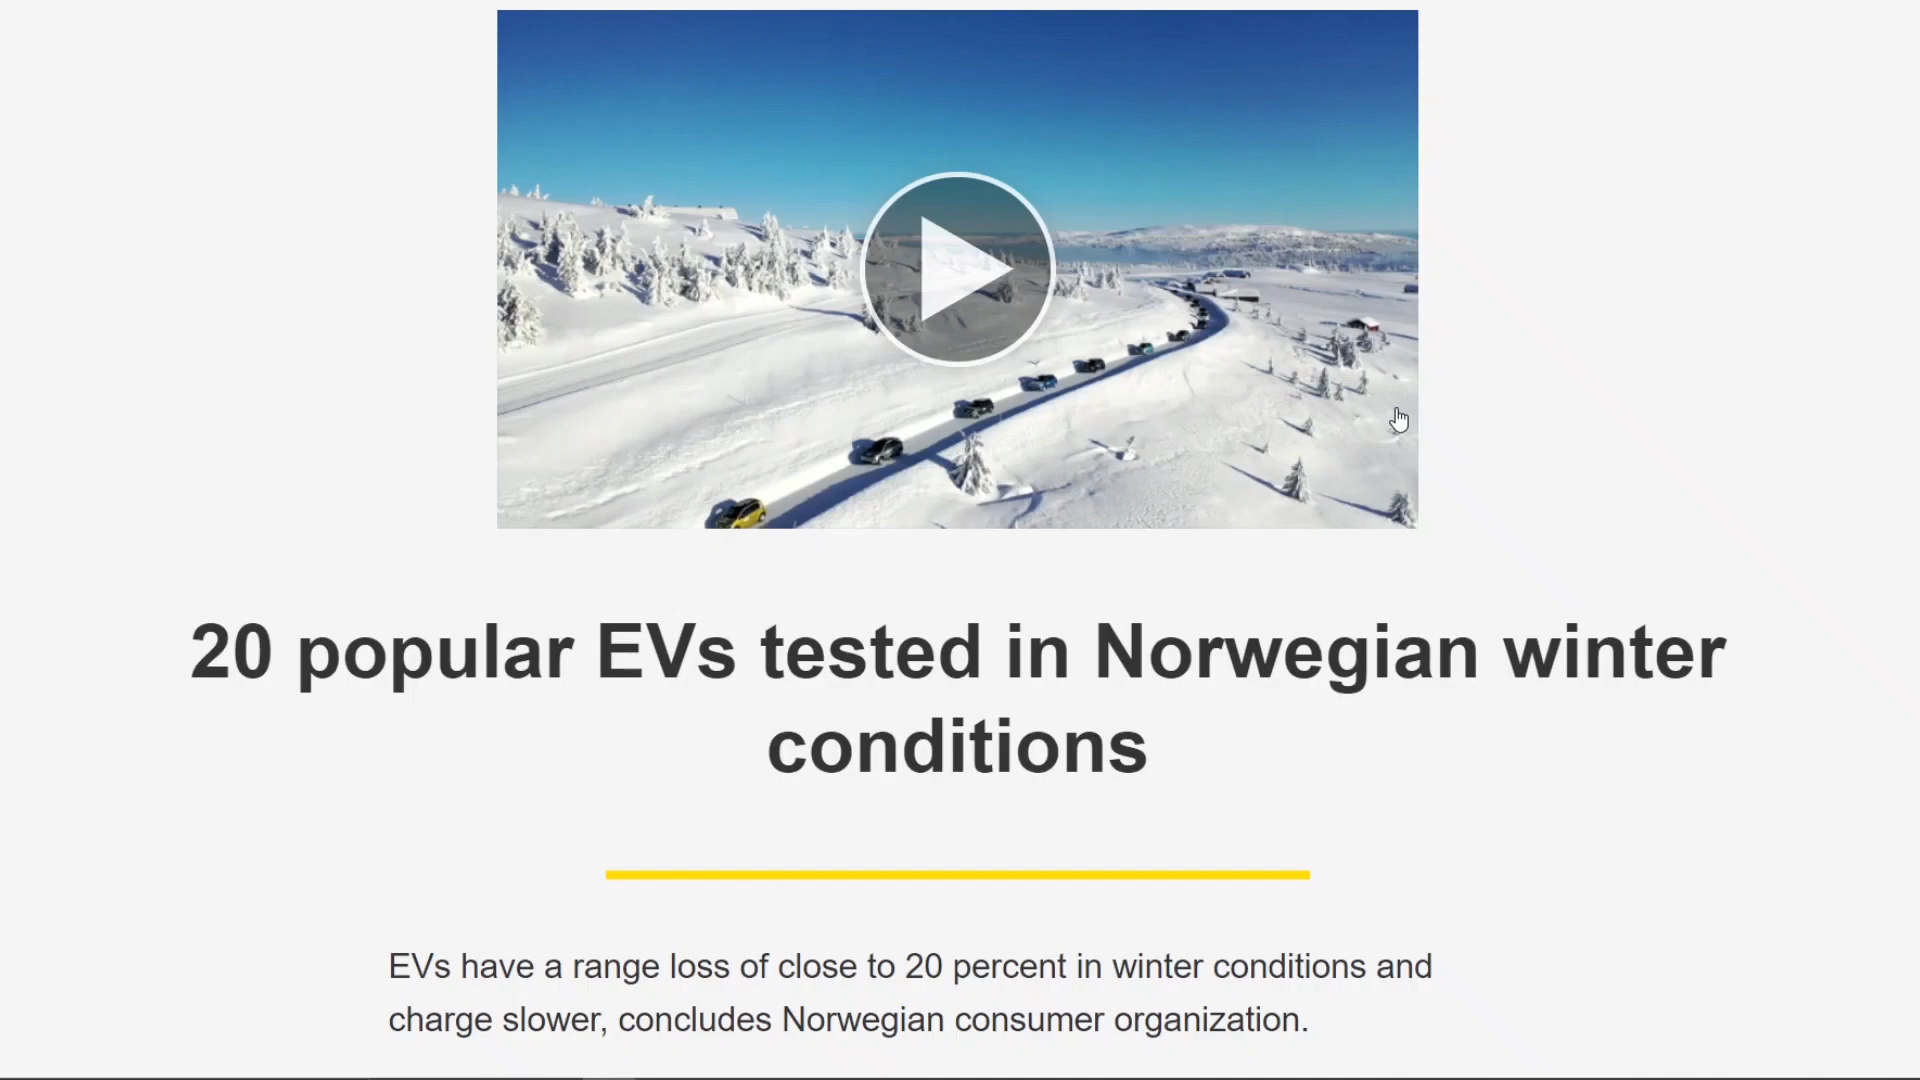 20 popular EVs tested in Norwegian winter
conditions
EVs have a range loss of close to 20 percent in winter conditions and
charge slower, concludes Norwegian consumer organization.